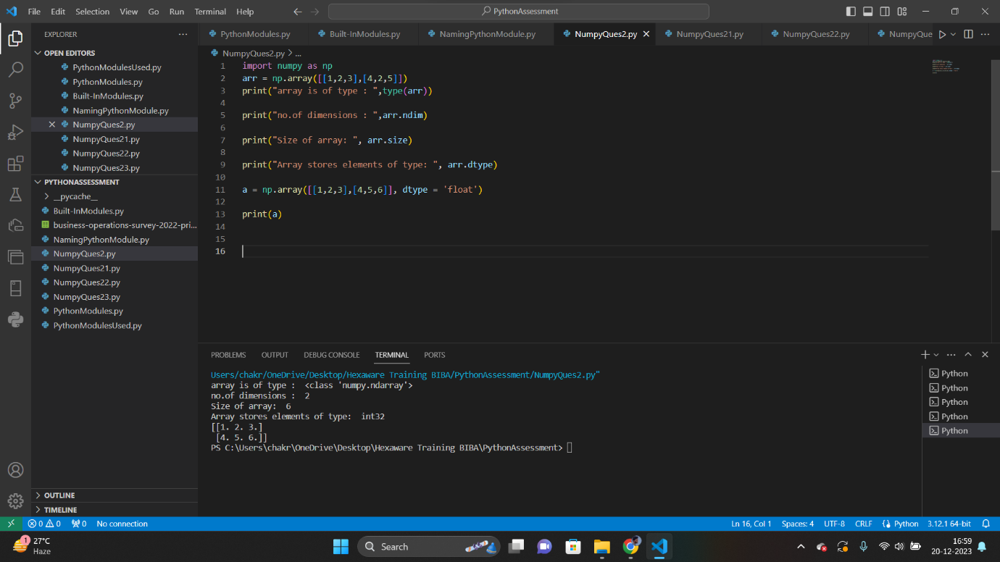 File Edit Selection View Go Run Terminal Help
PythonAssessment
EXPLORER
OPEN EDITORS
PythonModulesUsed.py
PythonModules.py
Built-InModules.py
NamingPythonModule.py
NumpyQues2.py
NumpyQues21.py
NumpyQues22.py
NumpyQues23.py
PYTHONASSESSMENT
__pycache__
Built-InModules.py
business-operations-survey-2022-pri...
NamingPythonModule.py
NumpyQues2.py
NumpyQues21.py
NumpyQues22.py
NumpyQues23.py
PythonModules.py
PythonModulesUsed.py
OUTLINE
TIMELINE
PythonModules.py Built-InModules.py NamingPythonModule.py NumpyQues2.py NumpyQues21.py NumpyQues22.py NumpyQue
NumpyQues2.py > ...
1 import numpy as np
2 arr = np.array([[1,2,3],[4,2,5]])
3 print("array is of type : ",type(arr))
4
5 print("no.of dimensions : ",arr.ndim)
6
7 print("Size of array: ", arr.size)
8
9 print("Array stores elements of type: ", arr.dtype)
10
11 a = np.array([[1,2,3],[4,5,6]], dtype = 'float')
12
13 print(a)
14
15
16
PROBLEMS OUTPUT DEBUG CONSOLE TERMINAL PORTS
Users/chakr/OneDrive/Desktop/Hexaware Training BIBA/PythonAssessment/NumpyQues2.py"
array is of type :  <class 'numpy.ndarray'>
no.of dimensions :  2
Size of array:  6
Array stores elements of type:  int32
[[1. 2. 3.]
 [4. 5. 6.]]
PS C:\Users\chakr\OneDrive\Desktop\Hexaware Training BIBA\PythonAssessment>
Python
Python
Python
Python
Python
0 0 0 No connection Ln 16, Col 1 Spaces: 4 UTF-8 CRLF Python 3.12.1 64-bit
1
27°C
Haze
Search
16:59
20-12-2023